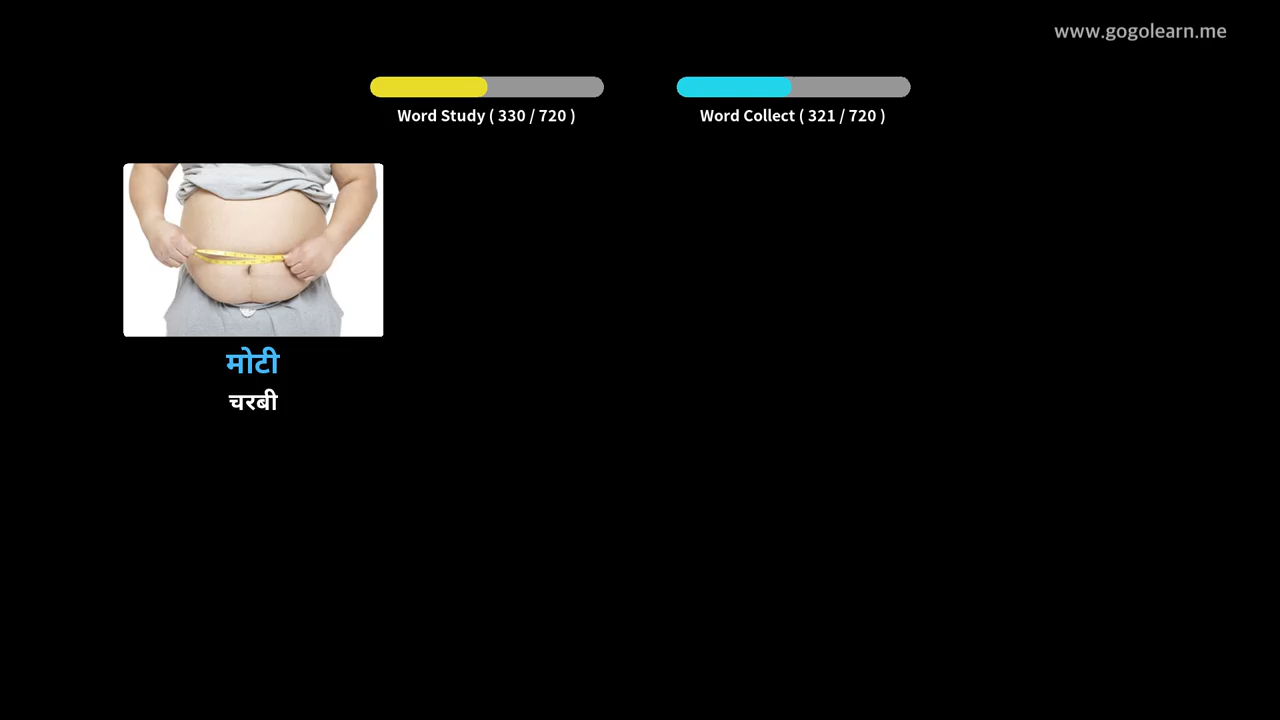 www.gogolearn.me
Word Study ( 330 / 720 )
Word Collect ( 321 / 720 )
मोटी
चरबी